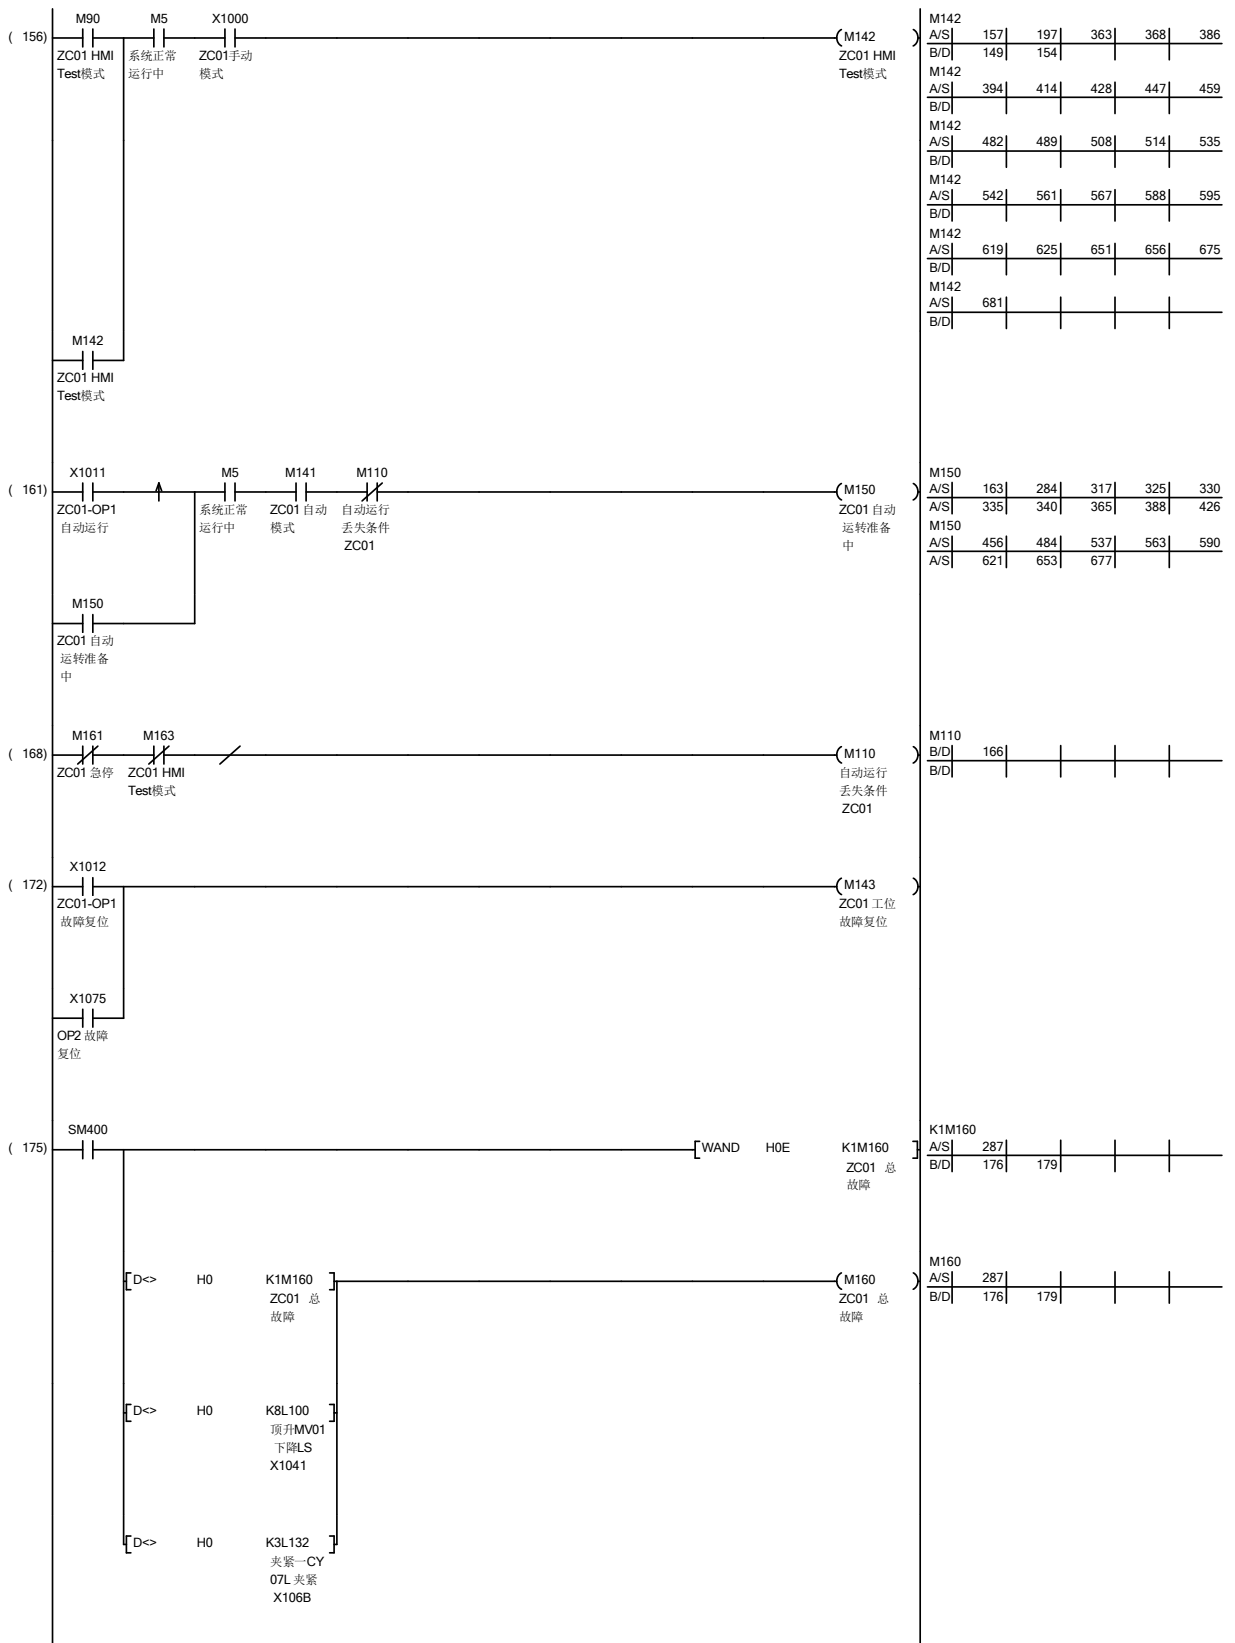 M90 M5 X1000 M142
( 156) (M142 ) A/S 157 197 363 368 386
ZC01 HMI 系统正常 ZC01手动 ZC01 HMI B/D 149 154
Test模式 运行中 模式 Test模式 M142
A/S 394 414 428 447 459
B/D
M142
A/S 482 489 508 514 535
B/D
M142
A/S 542 561 567 588 595
B/D
M142
A/S 619 625 651 656 675
B/D
M142
A/S 681
B/D
M142
ZC01 HMI
Test模式
X1011 M5 M141 M110 M150
( 161) (M150 ) A/S 163 284 317 325 330
ZC01-OP1 系统正常 ZC01 自动 自动运行 ZC01 自动 A/S 335 340 365 388 426
自动运行 运行中 模式 丢失条件 运转准备 M150
ZC01 中 A/S 456 484 537 563 590
A/S 621 653 677
M150
ZC01 自动
运转准备
中
M161 M163 M110
( 168) (M110 ) B/D 166
ZC01 急停 ZC01 HMI 自动运行 B/D
Test模式 丢失条件
ZC01
X1012
( 172) (M143 )
ZC01-OP1 ZC01 工位
故障复位 故障复位
X1075
OP2 故障
复位
SM400 K1M160
( 175) [WAND H0E K1M160 ] A/S 287
ZC01 总 B/D 176 179
故障
M160
[D<> H0 K1M160 ] (M160 ) A/S 287
ZC01 总 ZC01 总 B/D 176 179
故障 故障
[D<> H0 K8L100 ]
顶升MV01
下降LS
X1041
[D<> H0 K3L132 ]
夹紧一CY
07L 夹紧
X106B